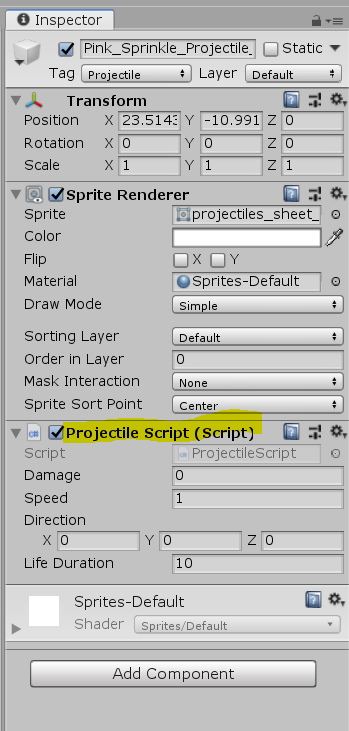 Inspector
Pink_Sprinkle_Projectile_ Static
Tag Projectile Layer Default
Transform
Position X 23.5143 Y -10.991 Z 0
Rotation X 0 Y 0 Z 0
Scale X 1 Y 1 Z 1
Sprite Renderer
Sprite projectiles_sheet_
Color
Flip X Y
Material Sprites-Default
Draw Mode Simple
Sorting Layer Default
Order in Layer 0
Mask Interaction None
Sprite Sort Point Center
C# Projectile Script (Script)
Script ProjectileScript
Damage 0
Speed 1
Direction
X 0 Y 0 Z 0
Life Duration 10
Sprites-Default
Shader Sprites/Default
Add Component